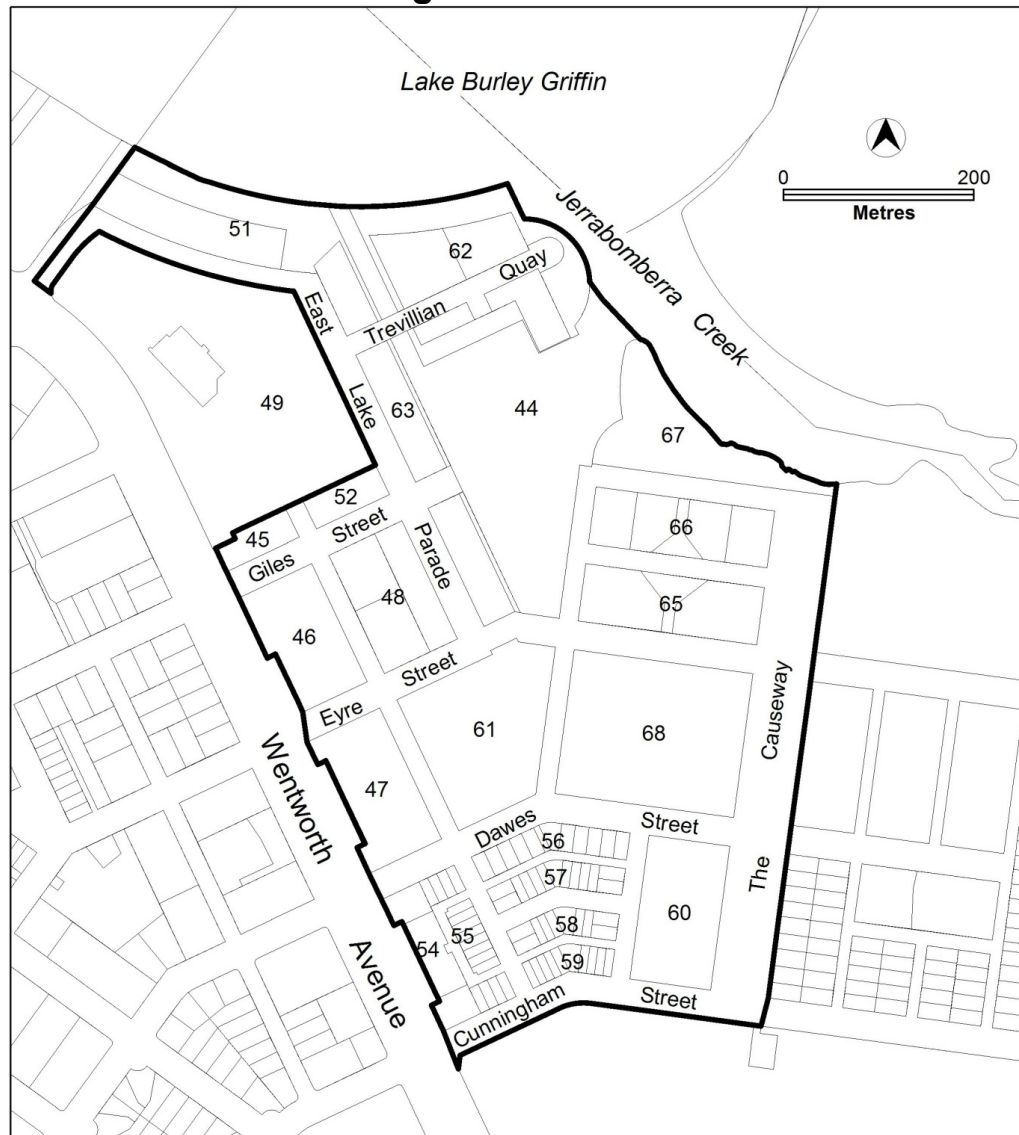 Lake Burley Griffin
0 200
Metres
Jerrabomberra Creek
51
62
Quay
Trevillian
East Lake Parade
49
63
44
67
52
45
Giles Street
66
48
65
46
Eyre Street
61
68
Causeway
47
Wentworth Avenue
Dawes Street
56
57
The
55
58
60
54
59
Cunningham Street